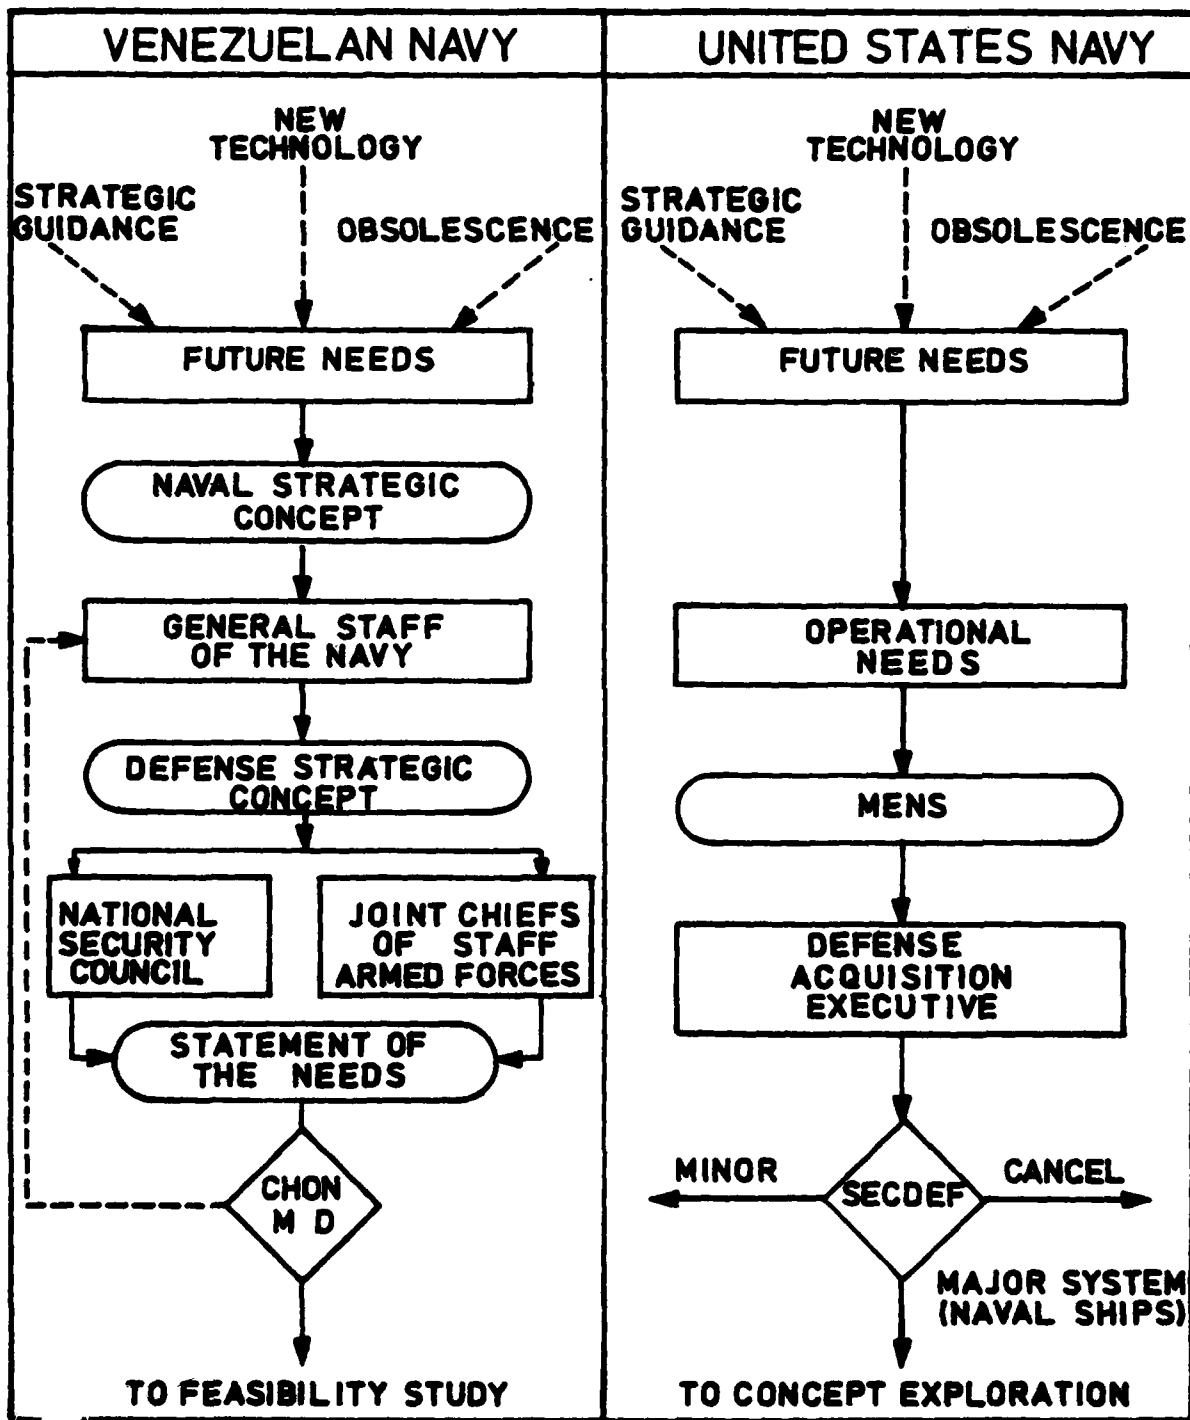 VENEZUELAN NAVY
NEW
TECHNOLOGY
STRATEGIC
GUIDANCE
OBSOLESCENCE
FUTURE NEEDS
NAVAL STRATEGIC
CONCEPT
GENERAL STAFF
OF THE NAVY
DEFENSE STRATEGIC
CONCEPT
NATIONAL
SECURITY
COUNCIL
JOINT CHIEFS
OF STAFF
ARMED FORCES
STATEMENT OF
THE NEEDS
CHON
M D
TO FEASIBILITY STUDY
UNITED STATES NAVY
NEW
TECHNOLOGY
STRATEGIC
GUIDANCE
OBSOLESCENCE
FUTURE NEEDS
OPERATIONAL
NEEDS
MENS
DEFENSE
ACQUISITION
EXECUTIVE
MINOR
SECDEF
CANCEL
MAJOR SYSTEM
(NAVAL SHIPS)
TO CONCEPT EXPLORATION